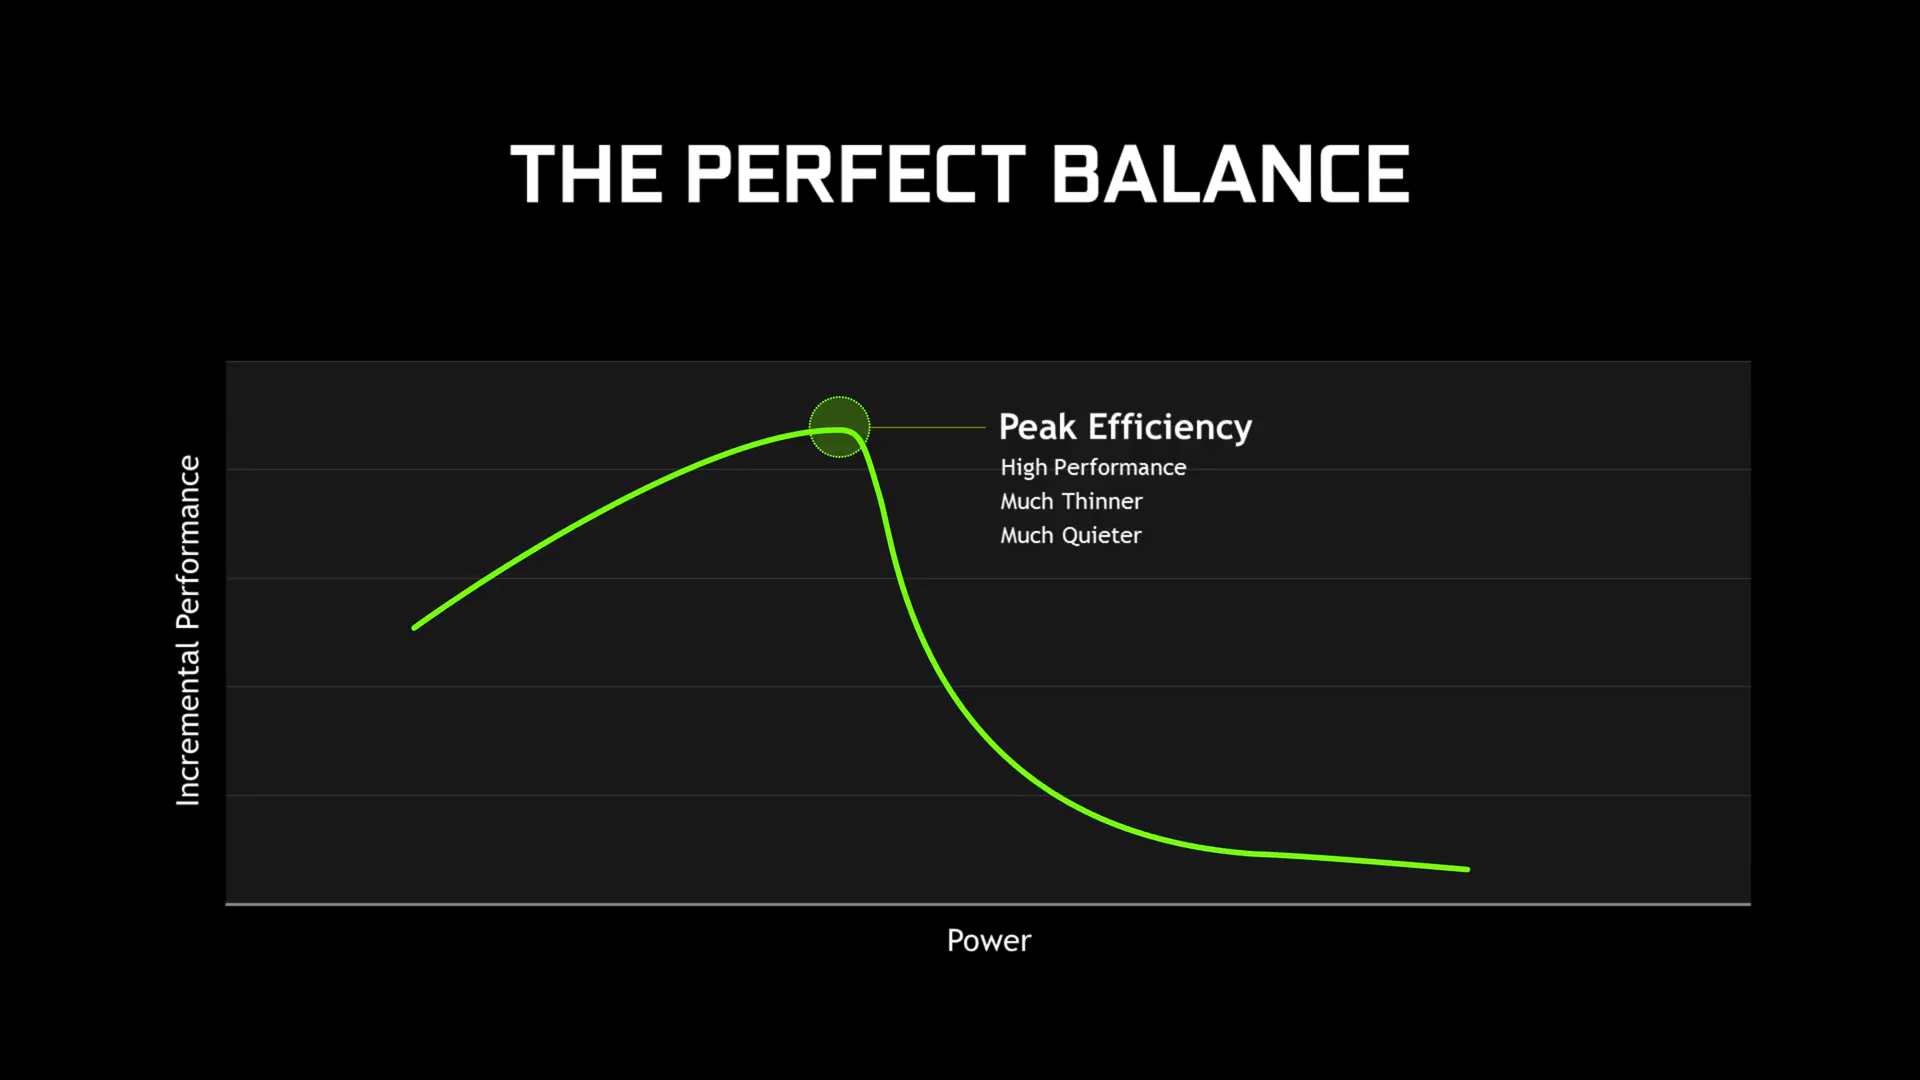 THE PERFECT BALANCE
Incremental Performance
Peak Efficiency
High Performance
Much Thinner
Much Quieter
Power